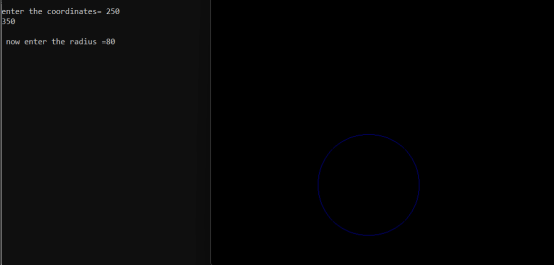 enter the coordinates= 250
350
now enter the radius =80